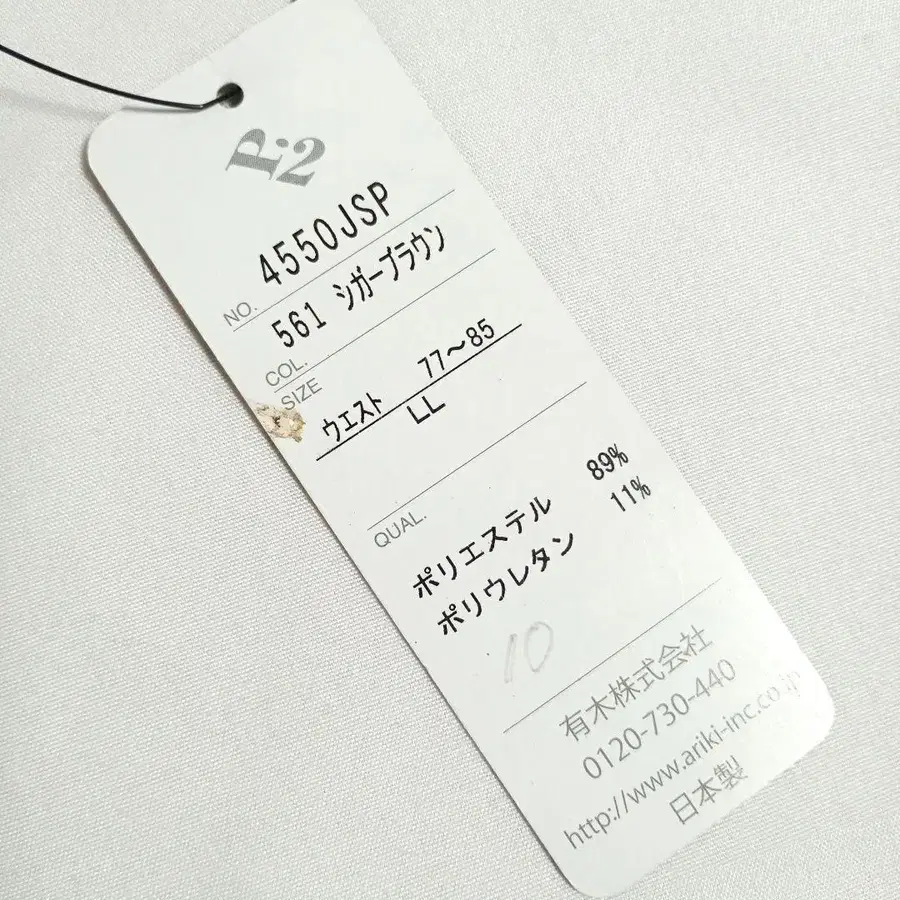 P.2
NO. 4550JSP
COL. 561 シガーブラウン
SIZE
ウエスト 77～85
LL
QUAL.
ポリエステル 89%
ポリウレタン 11%
10
有木株式会社
0120-730-440
http://www.ariki-inc.co.jp
日本製